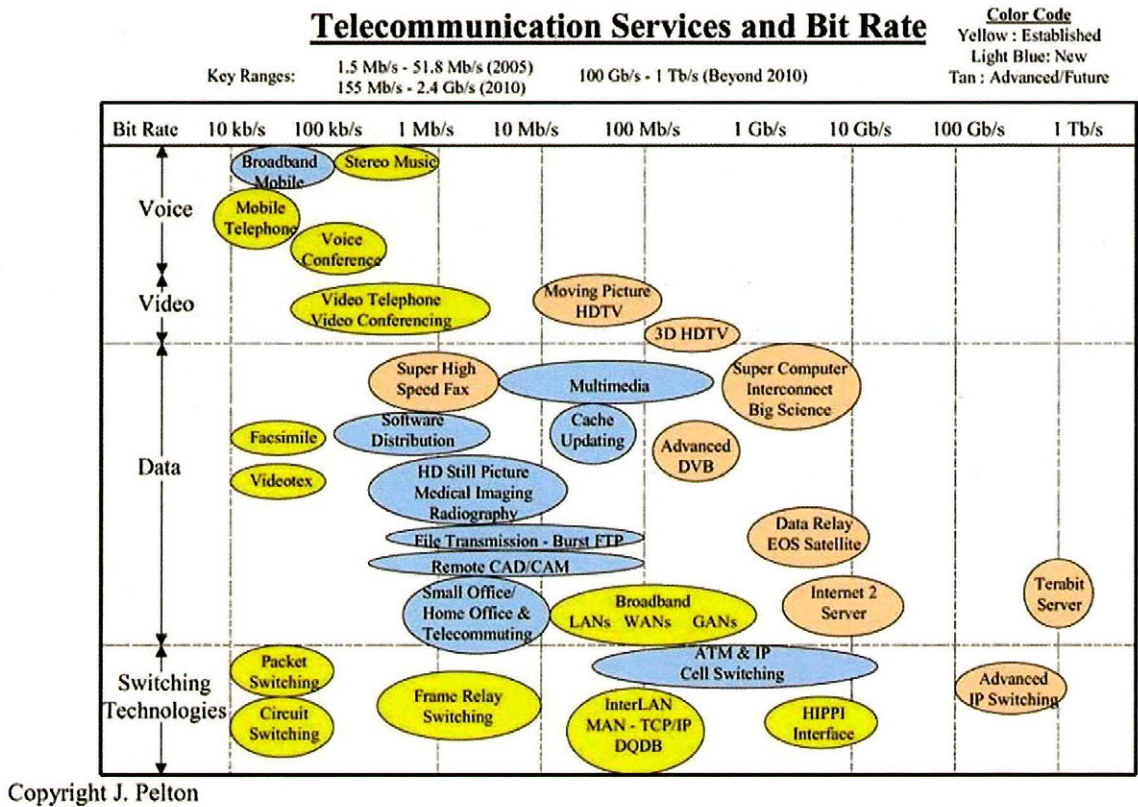 Telecommunication Services and Bit Rate
Color Code
Yellow : Established
Light Blue: New
Tan : Advanced/Future
Key Ranges:
1.5 Mb/s - 51.8 Mb/s (2005)
155 Mb/s - 2.4 Gb/s (2010)
100 Gb/s - 1 Tb/s (Beyond 2010)
Bit Rate 10 kb/s 100 kb/s 1 Mb/s 10 Mb/s 100 Mb/s 1 Gb/s 10 Gb/s 100 Gb/s 1 Tb/s
Voice
Broadband
Mobile
Stereo Music
Mobile
Telephone
Voice
Conference
Video
Video Telephone
Video Conferencing
Moving Picture
HDTV
3D HDTV
Data
Super High
Speed Fax
Multimedia
Super Computer
Interconnect
Big Science
Facsimile
Software
Distribution
Cache
Updating
Advanced
DVB
Videotex
HD Still Picture
Medical Imaging
Radiography
File Transmission - Burst FTP
Data Relay
EOS Satellite
Remote CAD/CAM
Small Office/
Home Office &
Telecommuting
Broadband
LANs WANs GANs
Internet 2
Server
Terabit
Server
Switching
Technologies
Packet
Switching
ATM & IP
Cell Switching
Circuit
Switching
Frame Relay
Switching
InterLAN
MAN - TCP/IP
DQDB
HIPPI
Interface
Advanced
IP Switching
Copyright J. Pelton